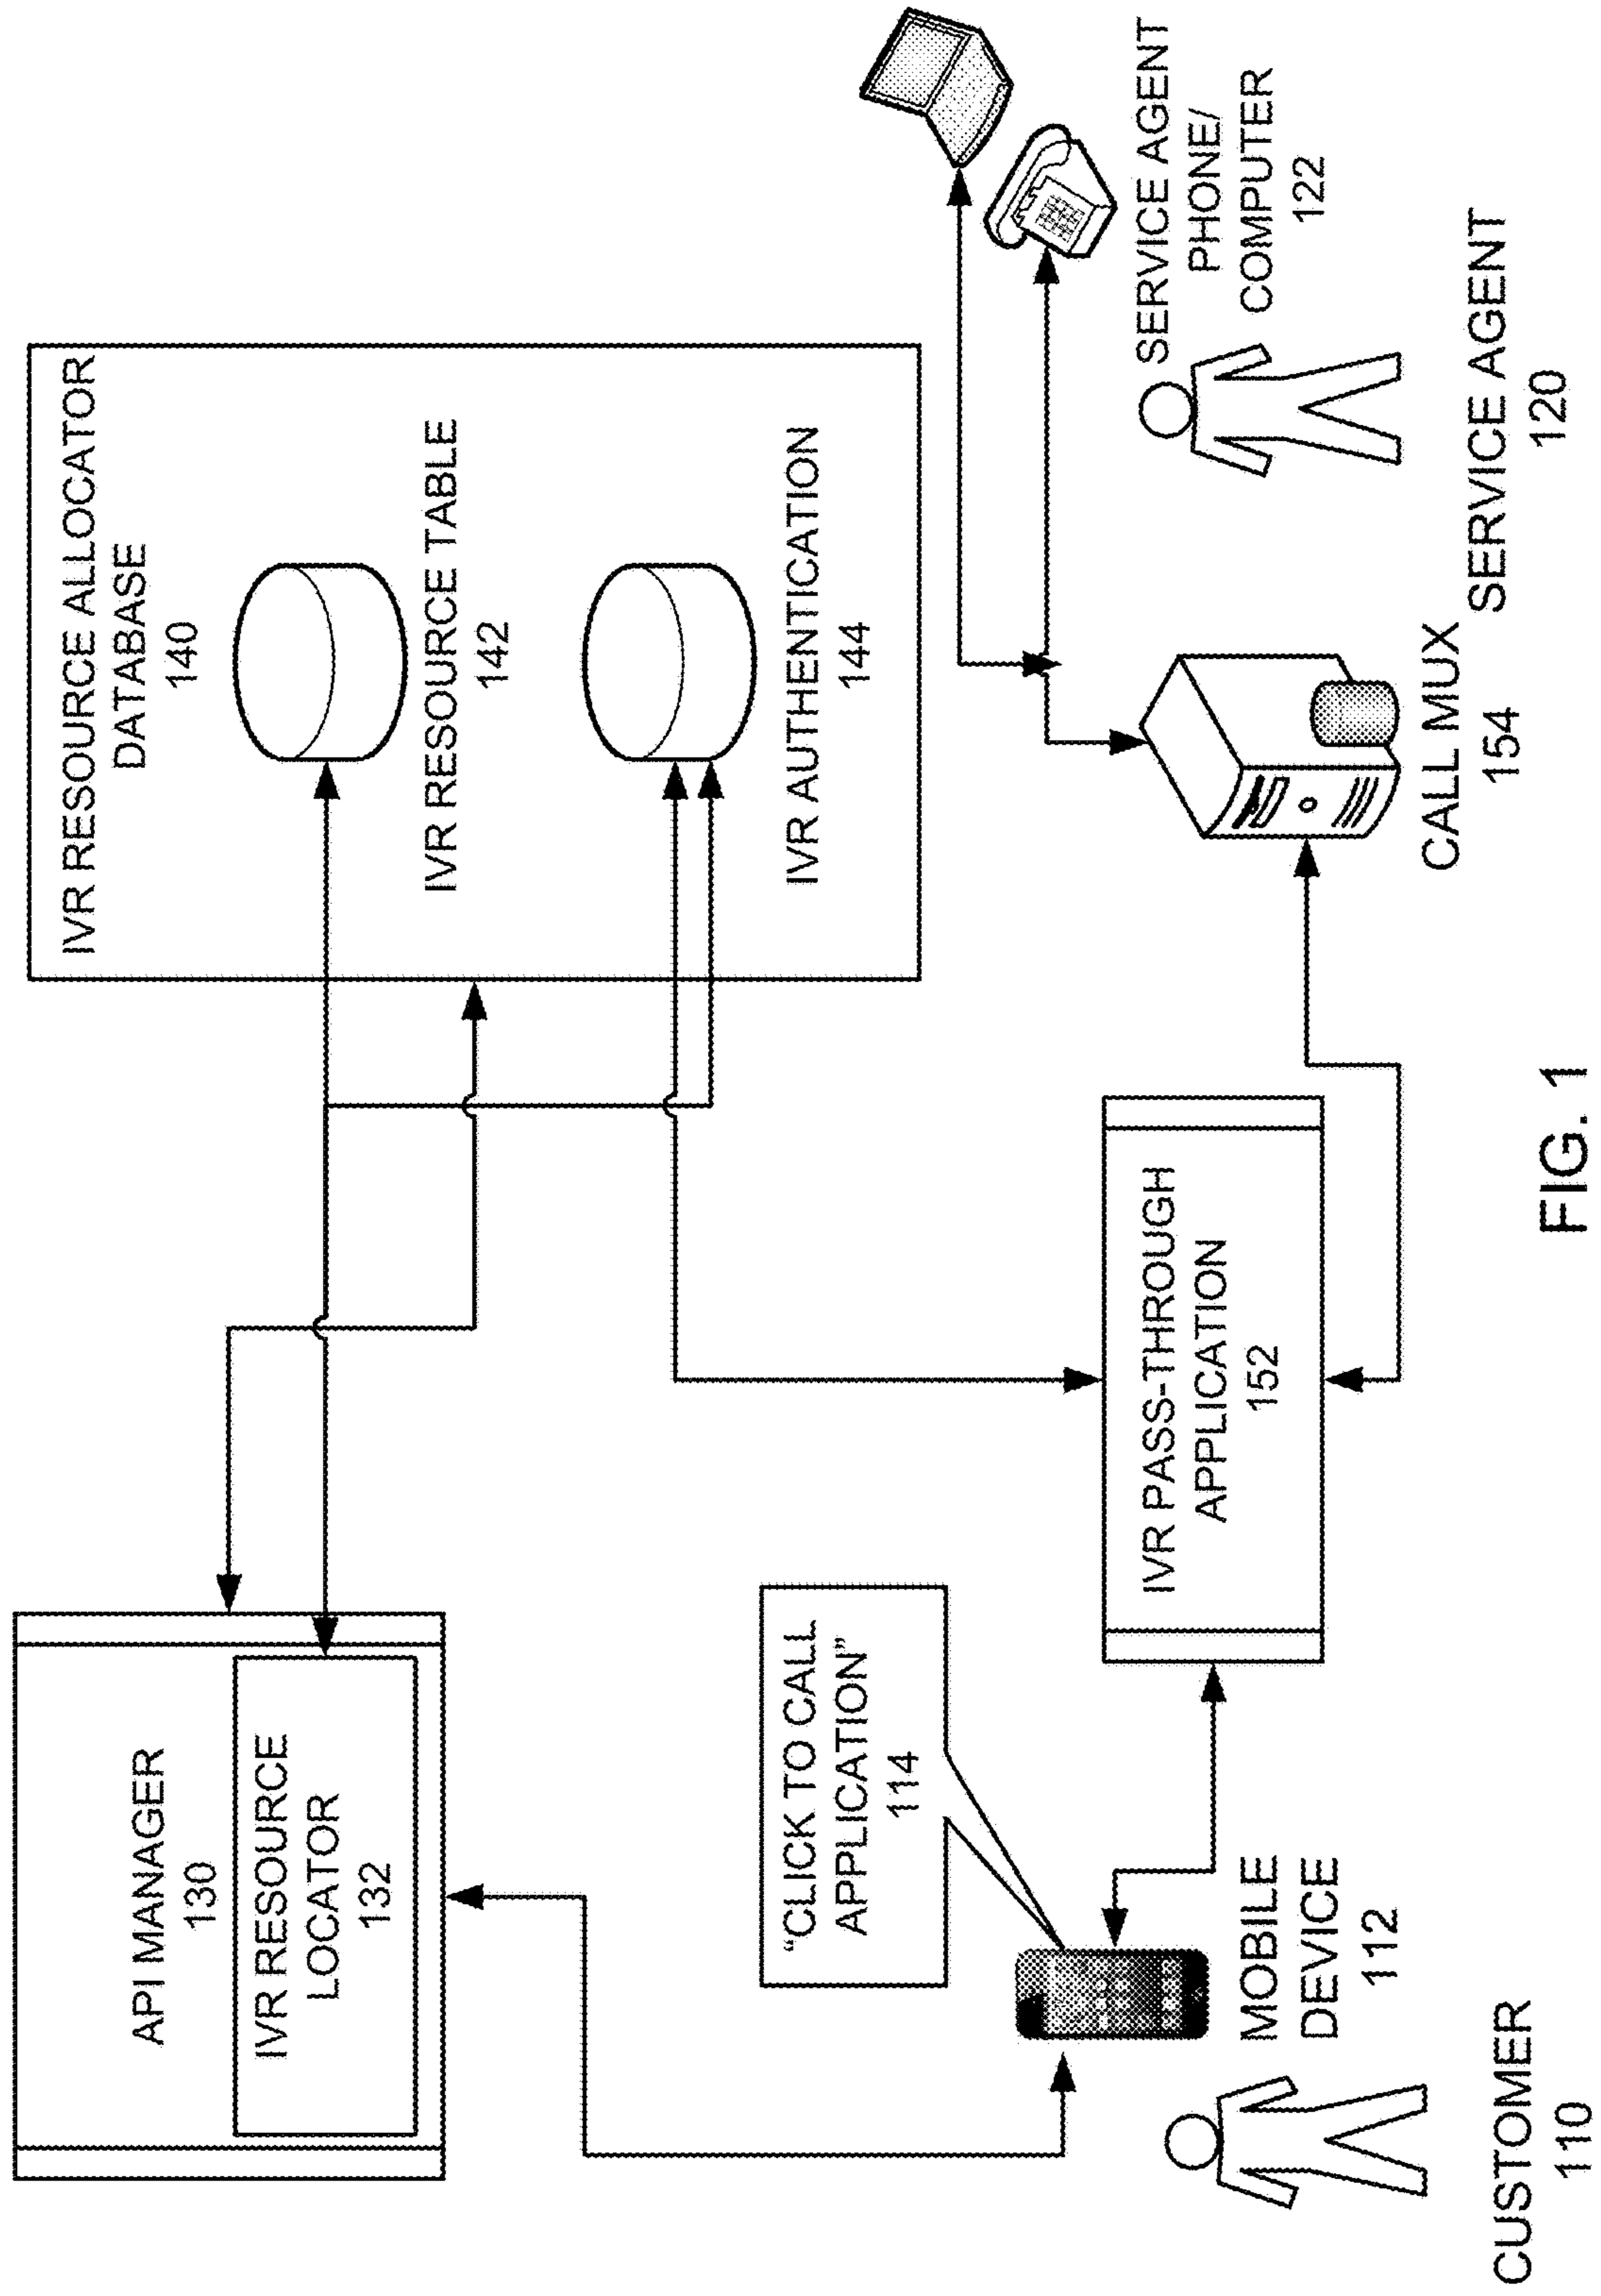 API MANAGER
130
IVR RESOURCE
LOCATOR
132
IVR RESOURCE ALLOCATOR
DATABASE
140
IVR RESOURCE TABLE
142
IVR AUTHENTICATION
144
"CLICK TO CALL
APPLICATION"
114
MOBILE
DEVICE
112
CUSTOMER
110
IVR PASS-THROUGH
APPLICATION
152
CALL MUX
154
SERVICE AGENT
PHONE/
COMPUTER
122
SERVICE AGENT
120
FIG. 1